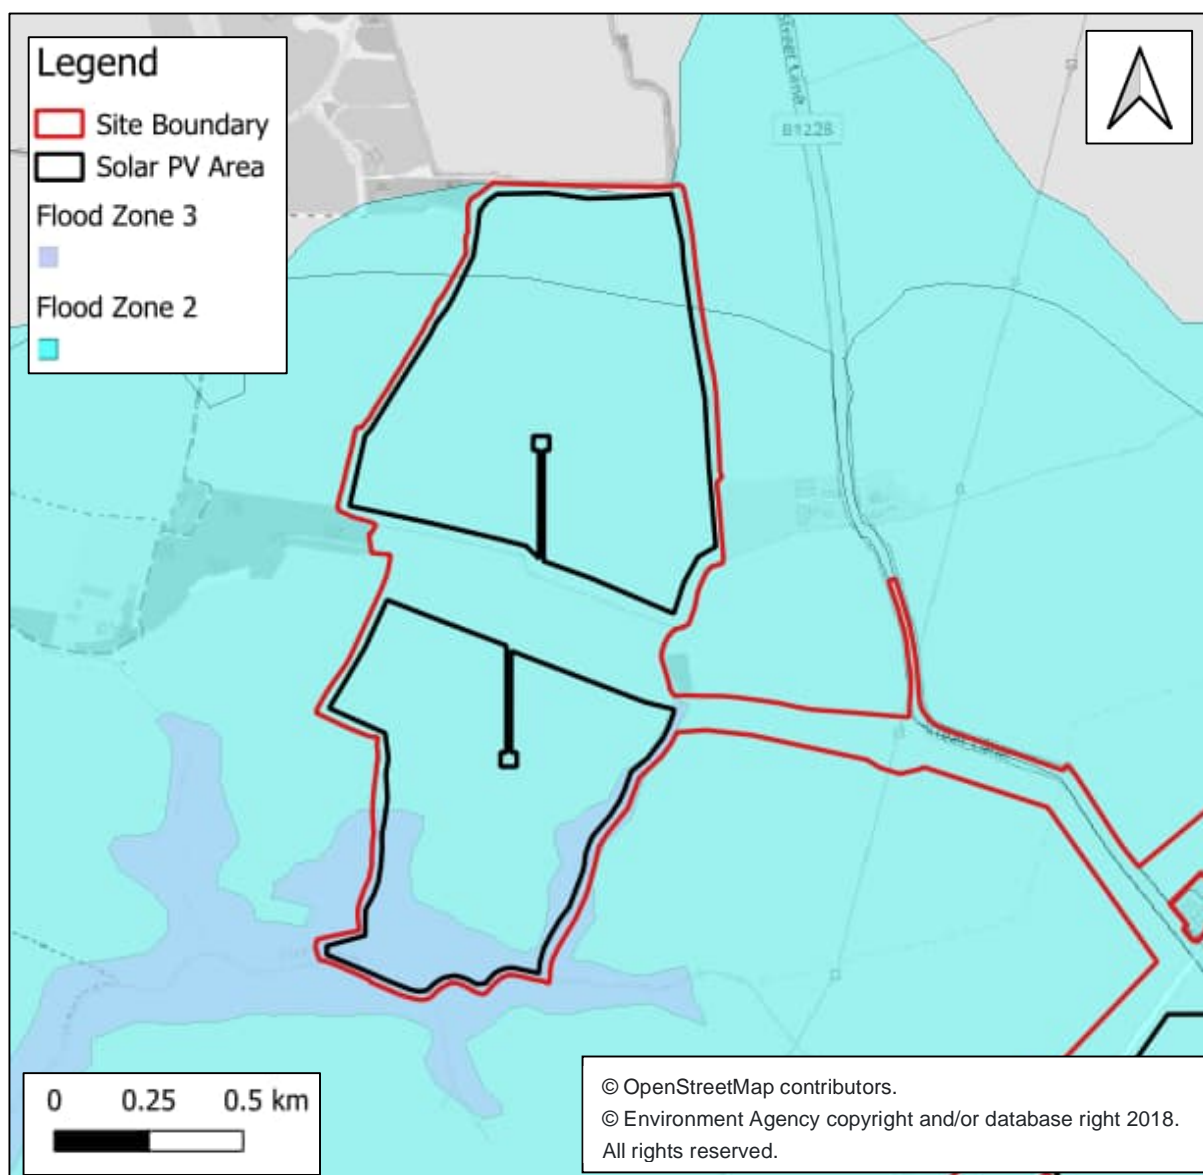 Legend
Site Boundary
Solar PV Area
Flood Zone 3
Flood Zone 2
B1228
0 0.25 0.5 km
© OpenStreetMap contributors.
© Environment Agency copyright and/or database right 2018.
All rights reserved.